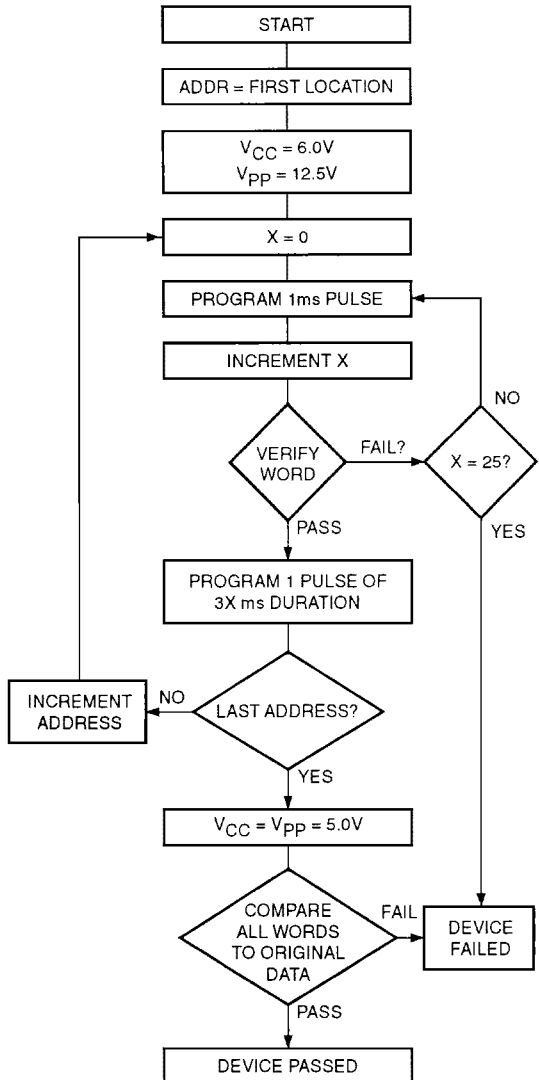 START
ADDR = FIRST LOCATION
VCC = 6.0V
VPP = 12.5V
X = 0
PROGRAM 1ms PULSE
INCREMENT X
NO
VERIFY
WORD
FAIL?
X = 25?
PASS
YES
PROGRAM 1 PULSE OF
3X ms DURATION
INCREMENT
ADDRESS
NO
LAST ADDRESS?
YES
VCC = VPP = 5.0V
COMPARE
ALL WORDS
TO ORIGINAL
DATA
FAIL
DEVICE
FAILED
PASS
DEVICE PASSED